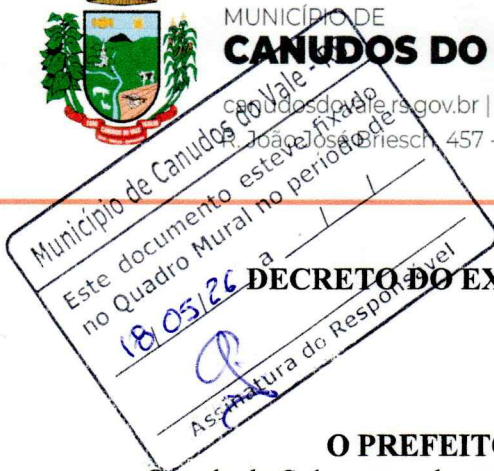 MUNICÍPIO DE
CANUDOS DO
canudosdovale.rs.gov.br |
R. João José Briesch, 457 -
Município de Canudos do Vale -
Este documento esteve fixado
no Quadro Mural no período de
18/05/26 a / /
Assinatura do Responsável
DECRETO DO EX
O PREFEITO